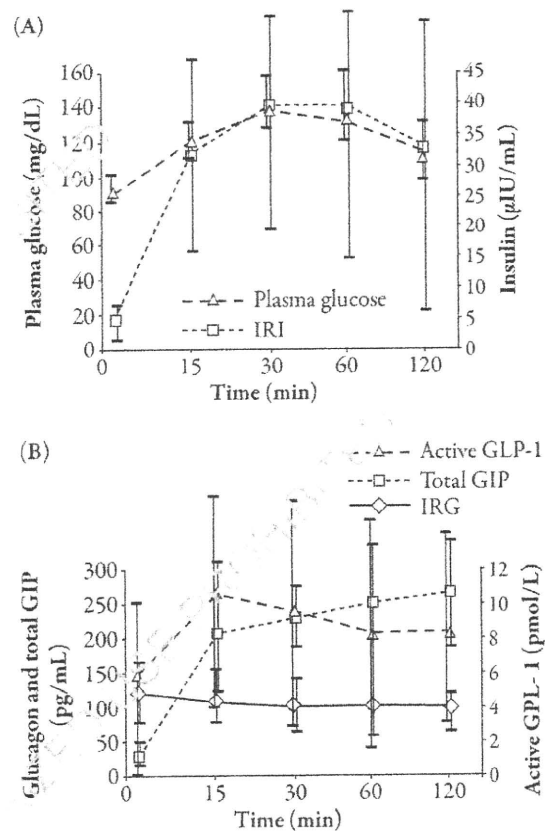 (A)
160
140
120
100
80
60
40
20
0
Plasma glucose (mg/dL)
45
40
35
30
25
20
15
10
5
0
Insulin (µIU/mL)
Plasma glucose
IRI
0 15 30 60 120
Time (min)
(B)
Active GLP-1
Total GIP
IRG
300
250
200
150
100
50
0
Glucagon and total GIP
pg/mL)
12
10
8
6
4
2
0
Active GPL-1 (pmol/L)
0 15 30 60 120
Time (min)